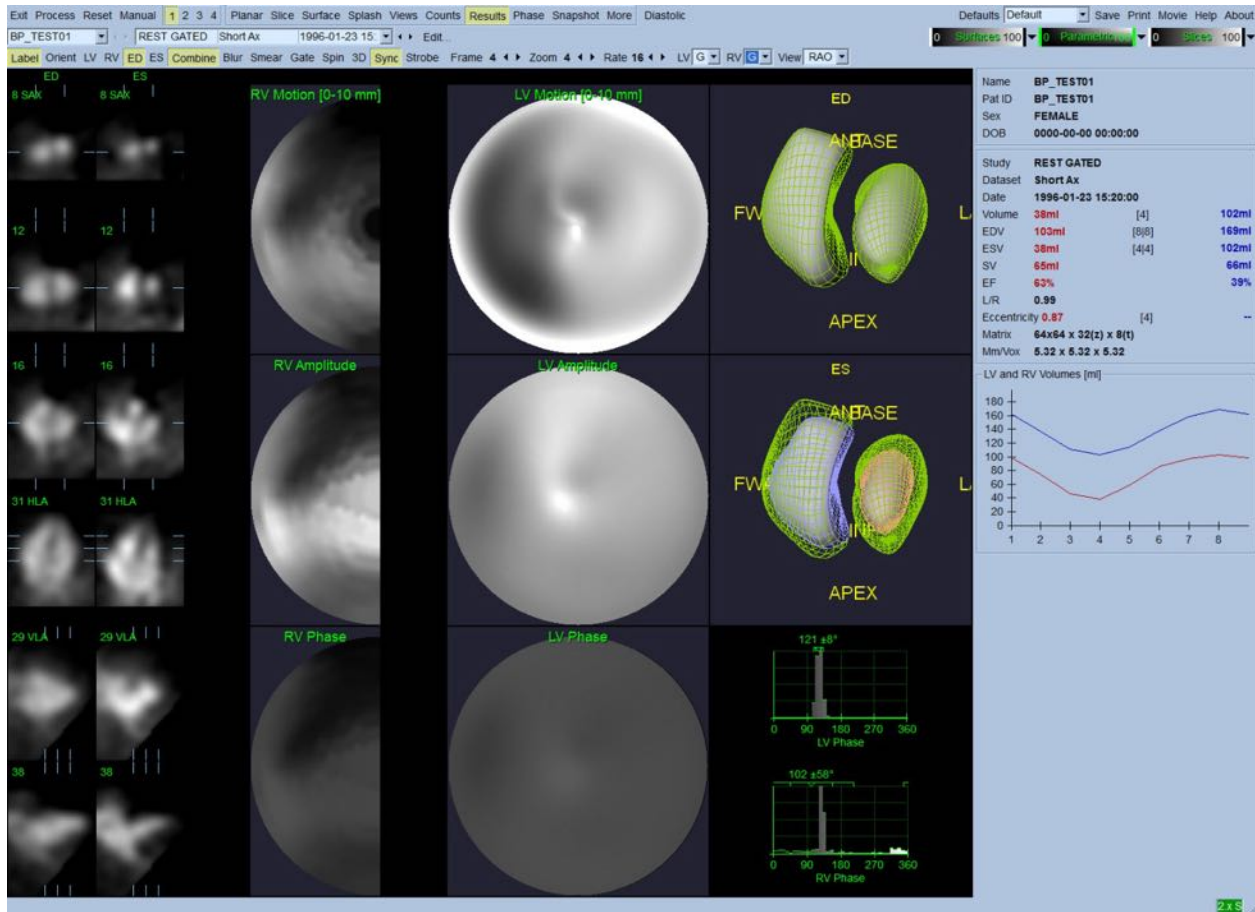 Exit Process Reset Manual 1 2 3 4 Planar Slice Surface Splash Views Counts Results Phase Snapshot More Diastolic Defaults Default Save Print Movie Help About
BP_TEST01 REST GATED Short Ax 1996-01-23 15: Edit... 0 Surfaces 100 0 Parametric 0 Slices 100
Label Orient LV RV ED ES Combine Blur Smear Gate Spin 3D Sync Strobe Frame 4 Zoom 4 Rate 16 LV G RV G View RAO
ED ES
8 SAX 8 SAX
12 12
16 16
31 HLA 31 HLA
29 VLA 29 VLA
38 38
RV Motion [0-10 mm]
RV Amplitude
RV Phase
LV Motion [0-10 mm]
LV Amplitude
LV Phase
ED
ANT BASE
FW
APEX
ES
ANT BASE
FW
APEX
121 ±8°
0 90 180 270 360
LV Phase
102 ±58°
0 90 180 270 360
RV Phase
Name BP_TEST01
Pat ID BP_TEST01
Sex FEMALE
DOB 0000-00-00 00:00:00
Study REST GATED
Dataset Short Ax
Date 1996-01-23 15:20:00
Volume 38ml [4] 102ml
EDV 103ml [8|8] 169ml
ESV 38ml [4|4] 102ml
SV 65ml 66ml
EF 63% 39%
L/R 0.99
Eccentricity 0.87 [4] --
Matrix 64x64 x 32(z) x 8(t)
Mm/Vox 5.32 x 5.32 x 5.32
LV and RV Volumes [ml]
180
160
140
120
100
80
60
40
20
0
1 2 3 4 5 6 7 8
2 x S